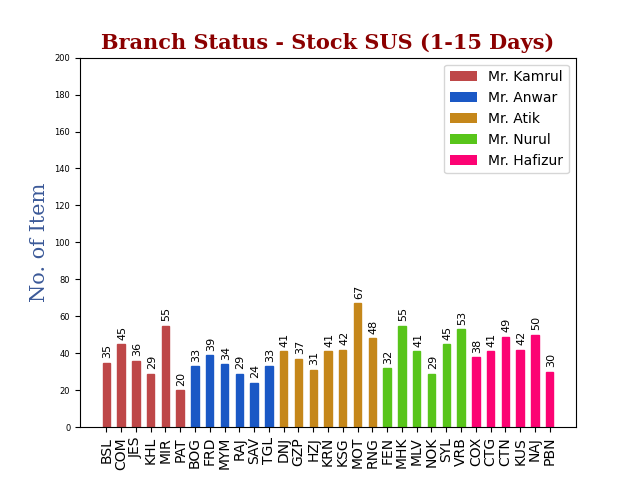 Branch Status - Stock SUS (1-15 Days)
No. of Item
200
180
160
140
120
100
80
60
40
20
0
Mr. Kamrul
Mr. Anwar
Mr. Atik
Mr. Nurul
Mr. Hafizur
35 45 36 29 55 20 33 39 34 29 24 33 41 37 31 41 42 67 48 32 55 41 29 45 53 38 41 49 42 50 30
BSL COM JES KHL MIR PAT BOG FRD MYM RAJ SAV TGL DNJ GZP HZJ KRN KSG MOT RNG FEN MHK MLV NOK SYL VRB COX CTG CTN KUS NAJ PBN